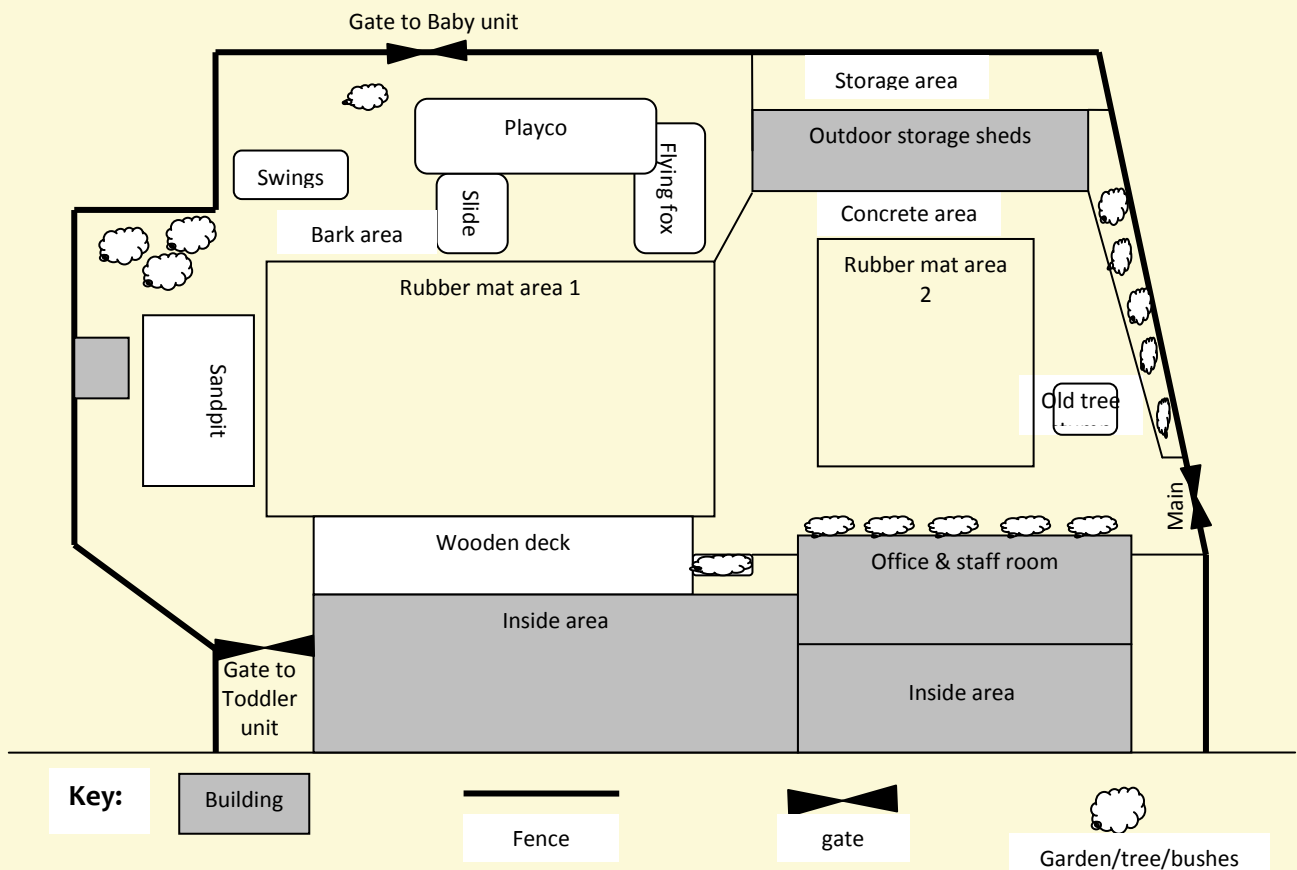 Gate to Baby unit
Storage area
Playco
Outdoor storage sheds
Flying fox
Swings
Slide
Concrete area
Bark area
Rubber mat area 1
Rubber mat area
2
Sandpit
Old tree
Main
Wooden deck
Office & staff room
Inside area
Gate to
Toddler
unit
Inside area
Key:
Building
Fence
gate
Garden/tree/bushes